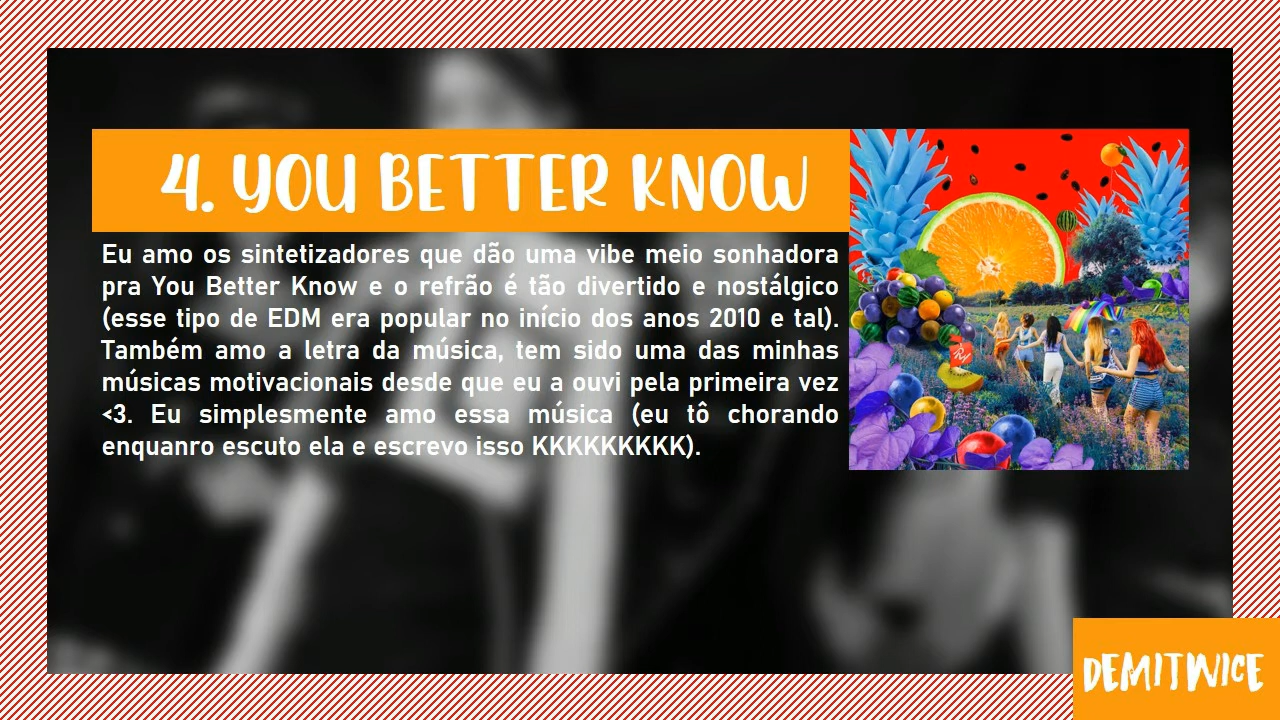 4. YOU BETTER KNOW
Eu amo os sintetizadores que dão uma vibe meio sonhadora
pra You Better Know e o refrão é tão divertido e nostálgico
(esse tipo de EDM era popular no início dos anos 2010 e tal).
Também amo a letra da música, tem sido uma das minhas
músicas motivacionais desde que eu a ouvi pela primeira vez
<3. Eu simplesmente amo essa música (eu tô chorando
enquanro escuto ela e escrevo isso KKKKKKKKK).
DEMITWICE